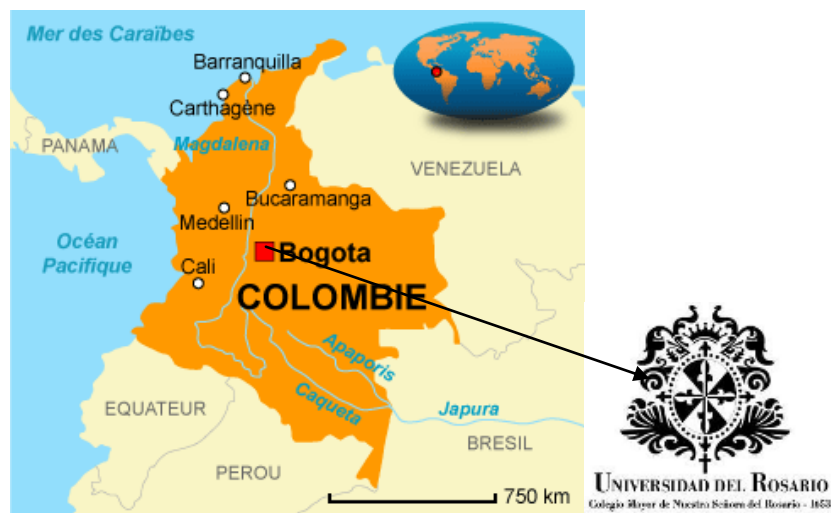 Mer des Caraïbes
Barranquilla
Carthagène
PANAMA
Magdalena
VENEZUELA
Bucaramanga
Medellin
Océan
Pacifique
Bogota
Cali
COLOMBIE
Apaporis
Caqueta
Japura
EQUATEUR
BRESIL
PEROU
750 km
UNIVERSIDAD DEL ROSARIO
Colegio Mayor de Nuestra Señora del Rosario - 1653